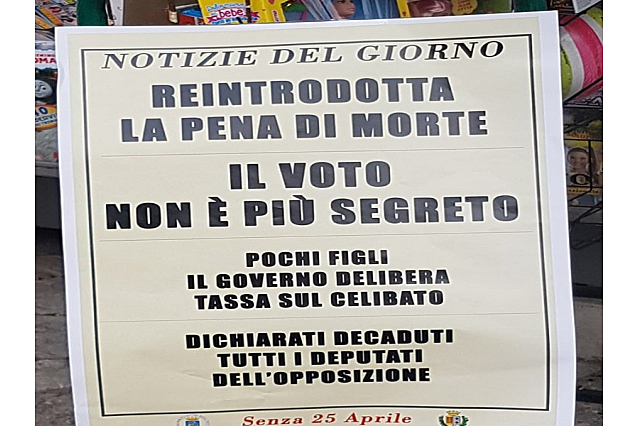 bebè
NOTIZIE DEL GIORNO
REINTRODOTTA
LA PENA DI MORTE
IL VOTO
NON È PIÙ SEGRETO
POCHI FIGLI
IL GOVERNO DELIBERA
TASSA SUL CELIBATO
DICHIARATI DECADUTI
TUTTI I DEPUTATI
DELL'OPPOSIZIONE
Senza 25 Aprile